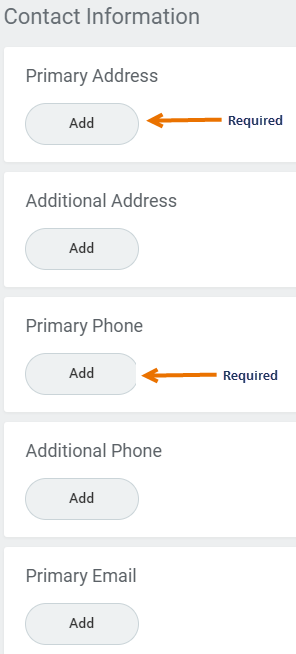 Contact Information
Primary Address
Add
Required
Additional Address
Add
Primary Phone
Add
Required
Additional Phone
Add
Primary Email
Add